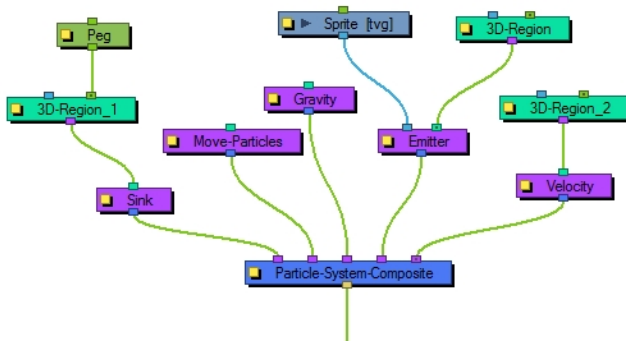 Sprite [tvg]
3D-Region
Peg
Gravity
3D-Region_1
3D-Region_2
Move-Particles
Emitter
Sink
Velocity
Particle-System-Composite